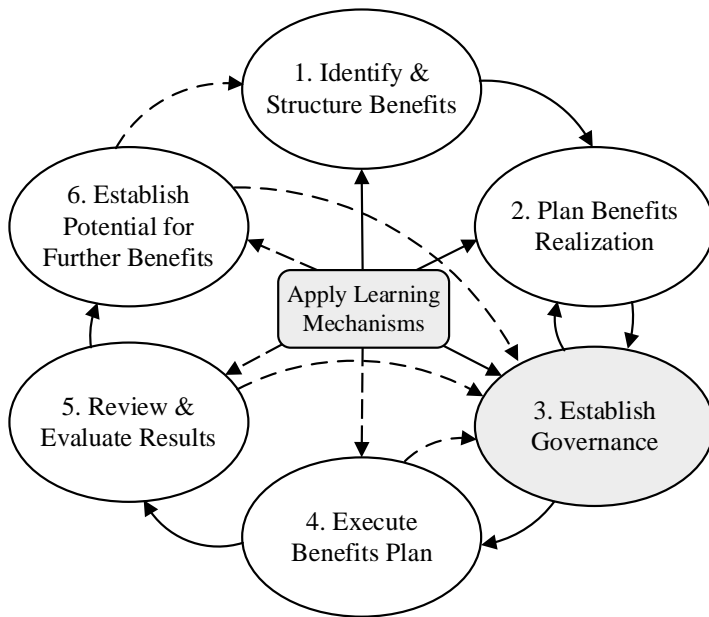 1. Identify &
Structure Benefits
2. Plan Benefits
Realization
3. Establish
Governance
4. Execute
Benefits Plan
5. Review &
Evaluate Results
6. Establish
Potential for
Further Benefits
Apply Learning
Mechanisms